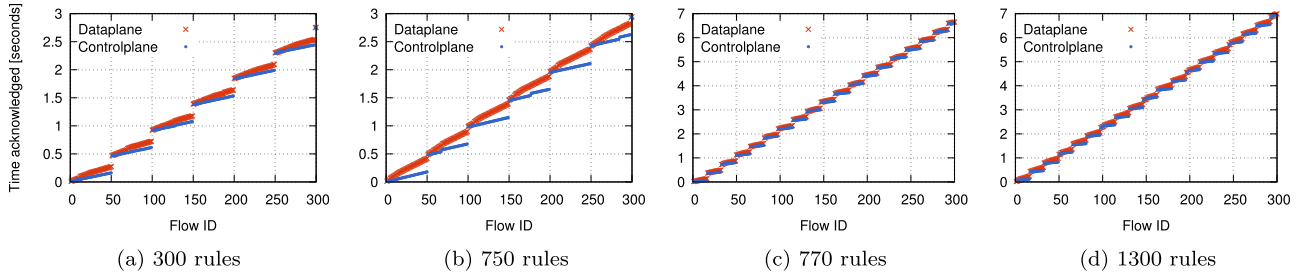 Time acknowledged [seconds]
3
2.5
2
1.5
1
0.5
0
Dataplane
Controlplane
0 50 100 150 200 250 300
Flow ID
(a) 300 rules
3
2.5
2
1.5
1
0.5
0
Dataplane
Controlplane
0 50 100 150 200 250 300
Flow ID
(b) 750 rules
7
6
5
4
3
2
1
0
Dataplane
Controlplane
0 50 100 150 200 250 300
Flow ID
(c) 770 rules
7
6
5
4
3
2
1
0
Dataplane
Controlplane
0 50 100 150 200 250 300
Flow ID
(d) 1300 rules